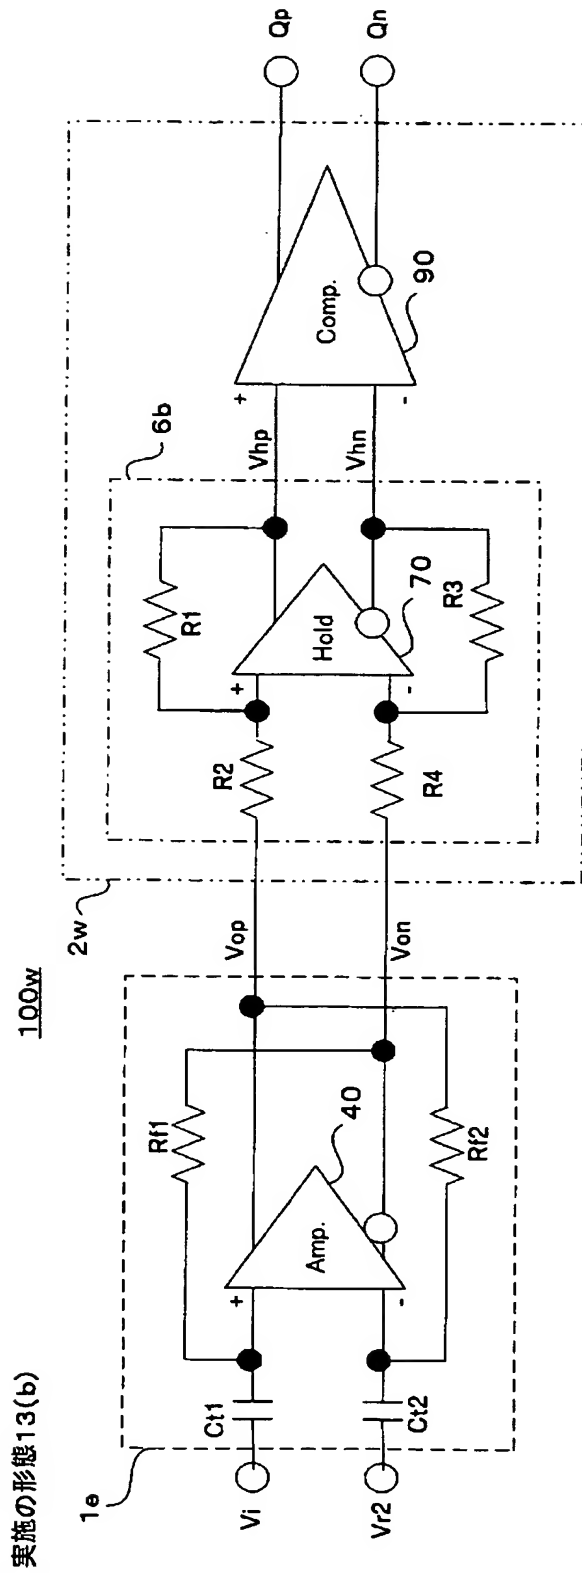 実施の形態13(b)
100w
1e
2w
6b
Rf1
Ct1
Vi
+
Amp.
-
40
Vr2
Ct2
Rf2
Vop
Von
R1
R2
+
Hold
-
70
R4
R3
Vhp
Vhn
+
Comp.
-
90
Qp
Qn